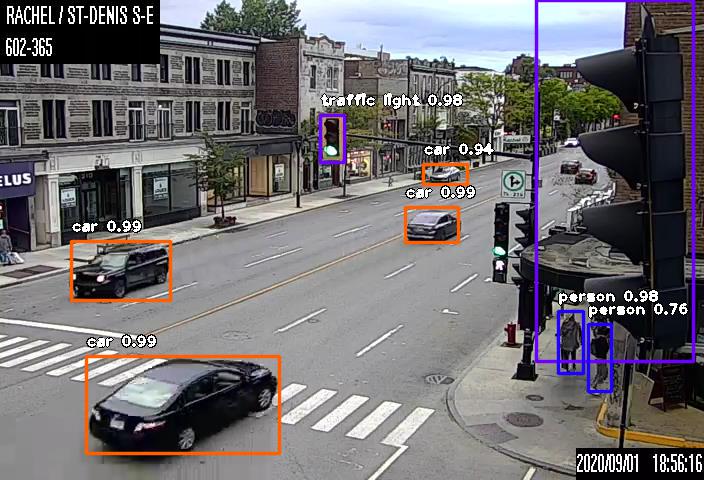 RACHEL / ST-DENIS S-E
602-365
traffic light 0.98
car 0.94
car 0.99
car 0.99
ELUS
person 0.98
person 0.76
car 0.99
2020/09/01 18:56:16